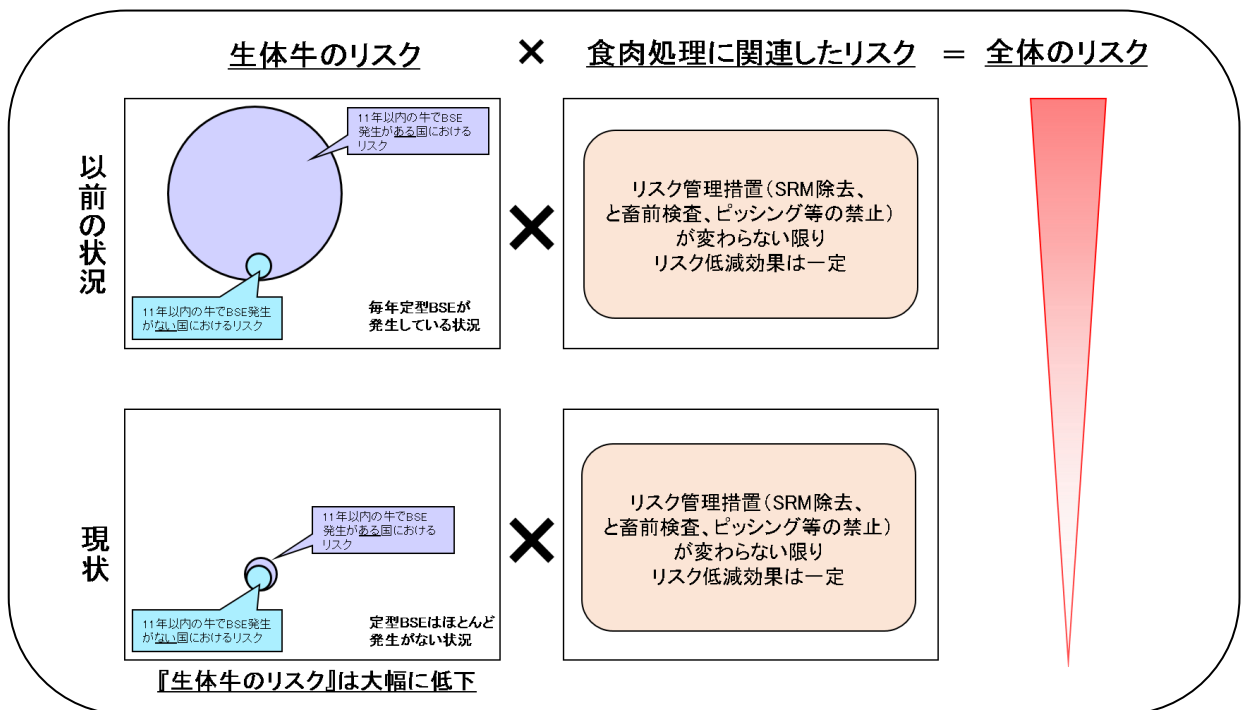 生体牛のリスク × 食肉処理に関連したリスク = 全体のリスク
以前の状況
11年以内の牛でBSE
発生がある国における
リスク
11年以内の牛でBSE発生
がない国におけるリスク
毎年定型BSEが
発生している状況
×
リスク管理措置(SRM除去、
と畜前検査、ピッシング等の禁止)
が変わらない限り
リスク低減効果は一定
現状
11年以内の牛でBSE
発生がある国における
リスク
11年以内の牛でBSE発生
がない国におけるリスク
定型BSEはほとんど
発生がない状況
×
リスク管理措置(SRM除去、
と畜前検査、ピッシング等の禁止)
が変わらない限り
リスク低減効果は一定
『生体牛のリスク』は大幅に低下